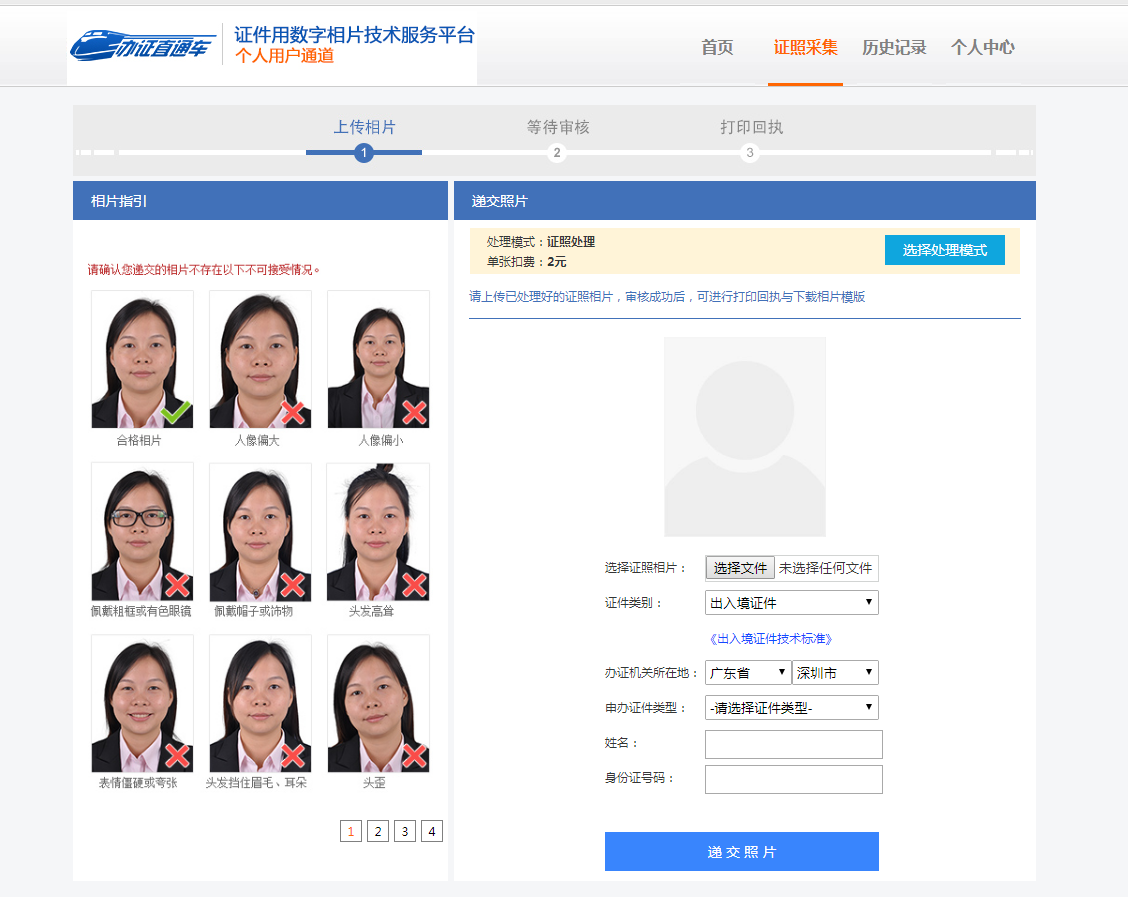 办证直通车
证件用数字相片技术服务平台
个人用户通道
首页 证照采集 历史记录 个人中心
上传相片 等待审核 打印回执
1 2 3
相片指引
请确认您递交的相片不存在以下不可接受情况。
合格相片 人像偏大 人像偏小
佩戴粗框或有色眼镜 佩戴帽子或饰物 头发高耸
表情僵硬或夸张 头发挡住眉毛、耳朵 头歪
1 2 3 4
递交照片
处理模式：证照处理
单张扣费：2元
选择处理模式
请上传已处理好的证照相片，审核成功后，可进行打印回执与下载相片模版
选择证照相片： 选择文件 未选择任何文件
证件类别： 出入境证件
《出入境证件技术标准》
办证机关所在地： 广东省 深圳市
申办证件类型： -请选择证件类型-
姓名：
身份证号码：
递交照片